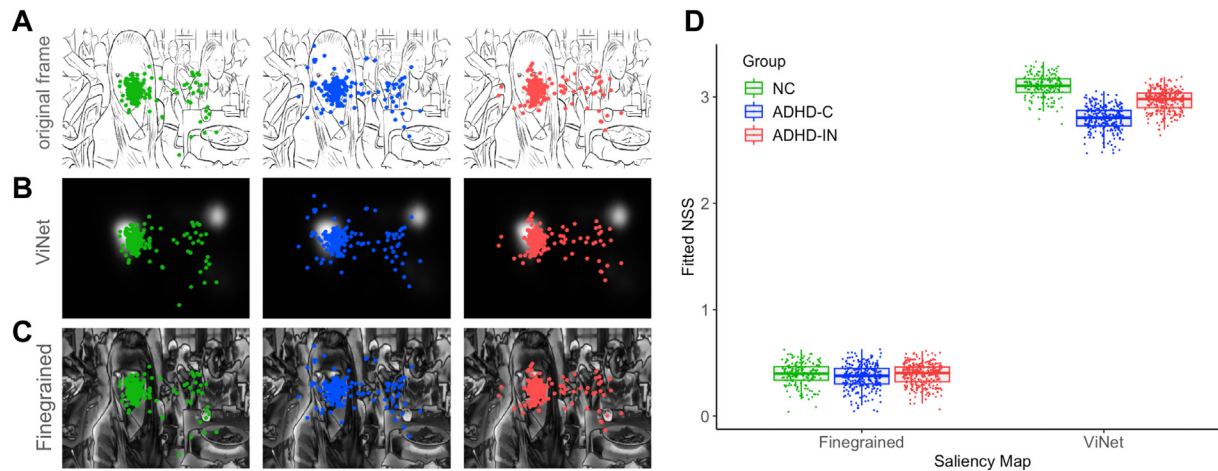 A
original frame
B
ViNet
C
Finegrained
D
Group
NC
ADHD-C
ADHD-IN
Fitted NSS
3
2
1
0
Finegrained
ViNet
Saliency Map